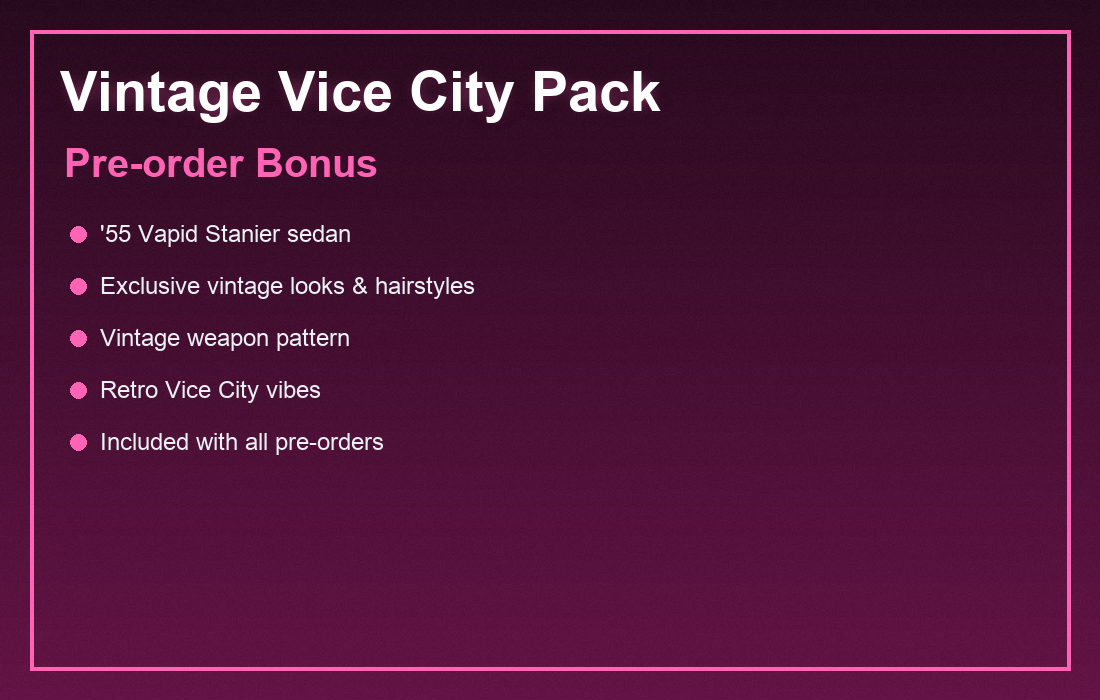 Vintage Vice City Pack
Pre-order Bonus
'55 Vapid Stanier sedan
Exclusive vintage looks & hairstyles
Vintage weapon pattern
Retro Vice City vibes
Included with all pre-orders